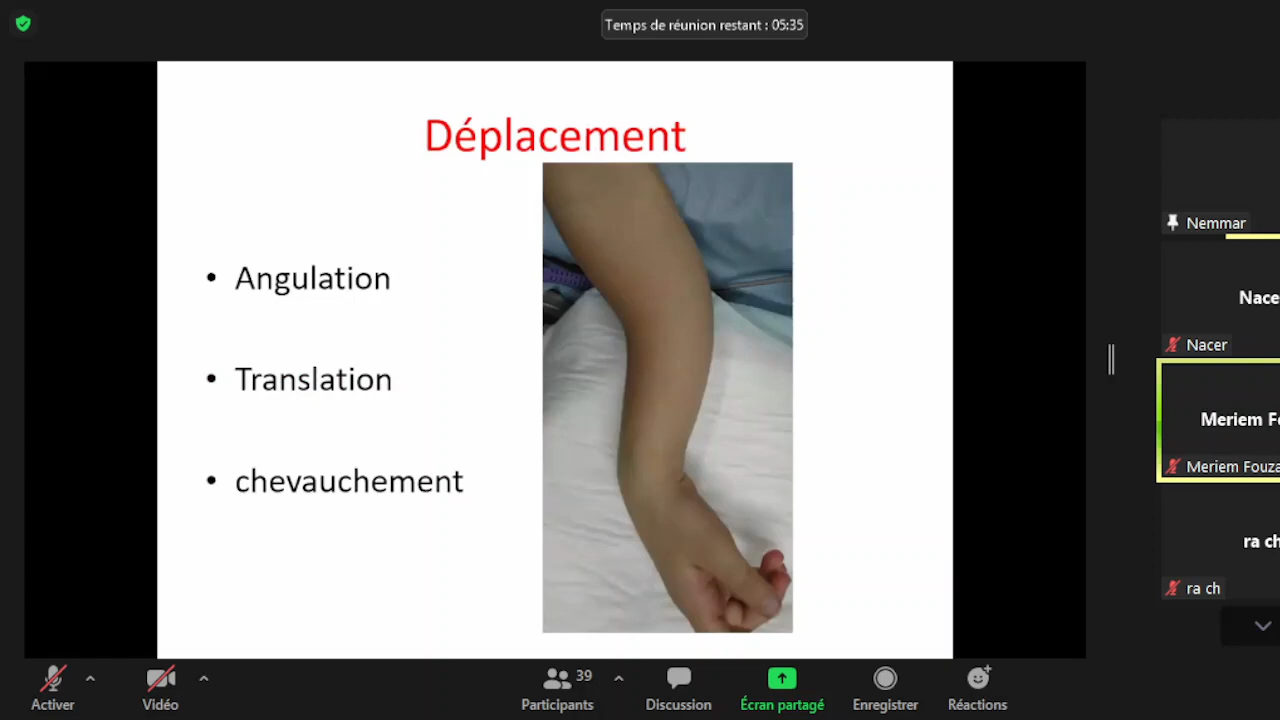 Temps de réunion restant : 05:35
Déplacement
• Angulation
• Translation
• chevauchement
Nemmar
Nace
Nacer
Meriem Fo
Meriem Fouza
ra ch
ra ch
Activer
Vidéo
39
Participants
Discussion
Écran partagé
Enregistrer
Réactions